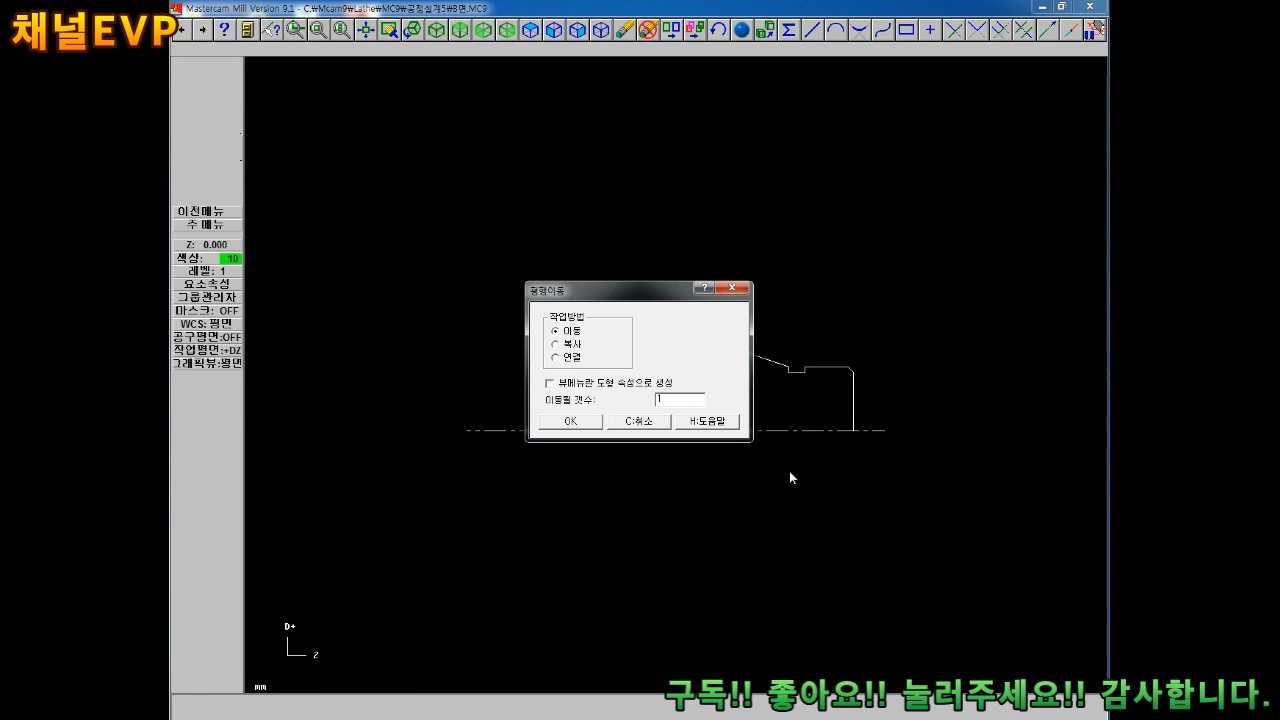 Mastercam Mill Version 9.1 - C:₩Mcam9₩Lathe₩MC9₩공정설계5₩B면.MC9
채널EVP
이전메뉴
주 메뉴
Z: 0.000
색상: 10
레벨: 1
요소속성
그룹관리자
마스크: OFF
WCS: 평면
공구평면:OFF
작업평면:+DZ
그래픽뷰:평면
평행이동
작업방법
이동
복사
연결
뷰메뉴란 도형 속성으로 생성
이동될 갯수: 1
OK
C:취소
H:도움말
D+
Z
mm
구독!! 좋아요!! 눌러주세요!! 감사합니다.